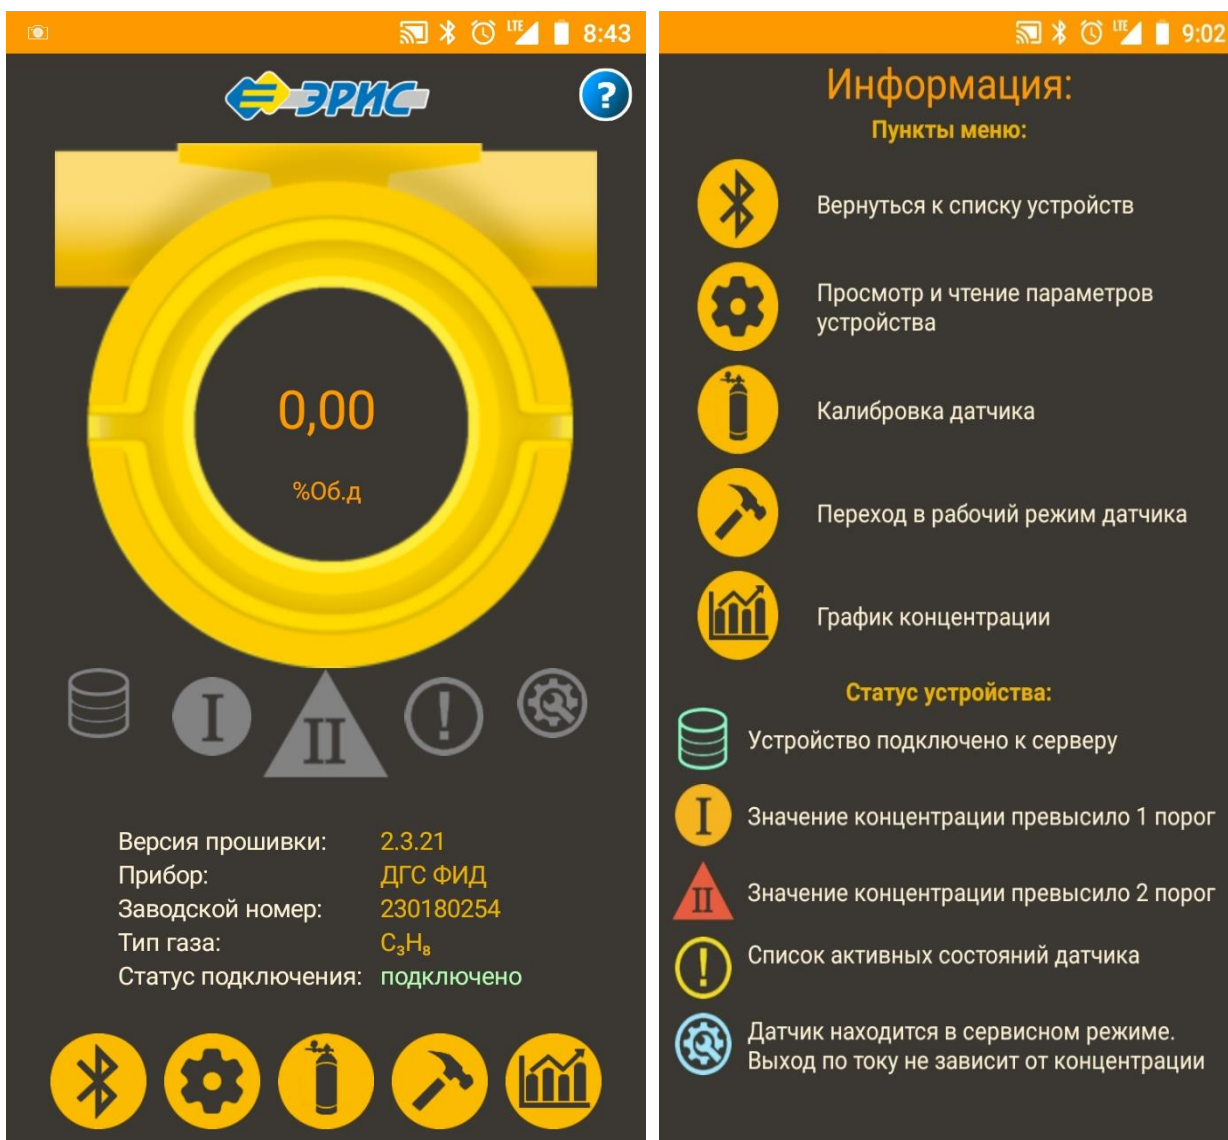 LTE 8:43
ЭРИС
?
0,00
%Об.д
I
II
!
Версия прошивки: 2.3.21
Прибор: ДГС ФИД
Заводской номер: 230180254
Тип газа: C₃H₈
Статус подключения: подключено
LTE 9:02
Информация:
Пункты меню:
Вернуться к списку устройств
Просмотр и чтение параметров
устройства
Калибровка датчика
Переход в рабочий режим датчика
График концентрации
Статус устройства:
Устройство подключено к серверу
I Значение концентрации превысило 1 порог
II Значение концентрации превысило 2 порог
! Список активных состояний датчика
Датчик находится в сервисном режиме.
Выход по току не зависит от концентрации